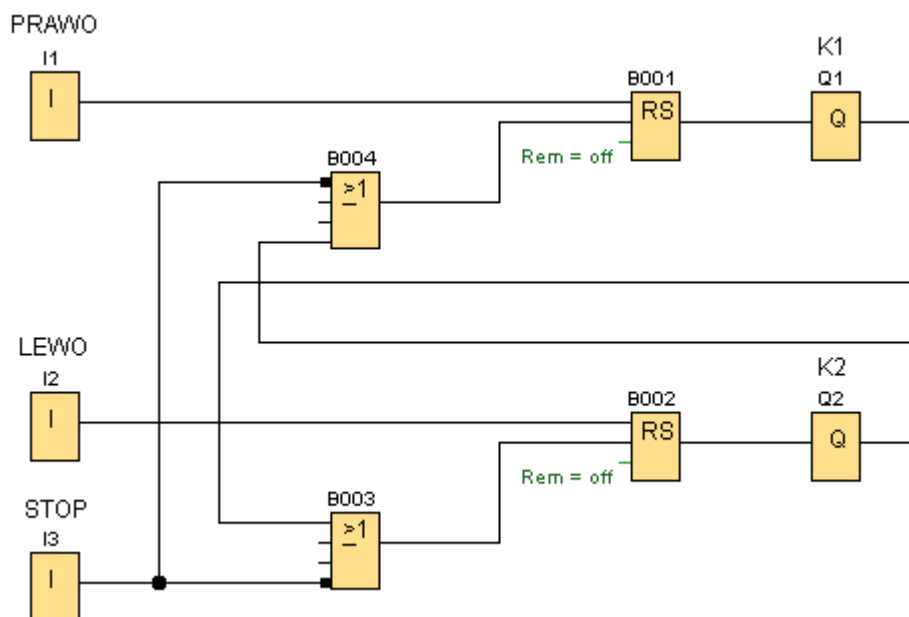 PRAWO
I1
I
B001
RS
Rem = off
K1
Q1
Q
B004
≥1
LEWO
I2
I
B002
RS
Rem = off
K2
Q2
Q
STOP
I3
I
B003
≥1